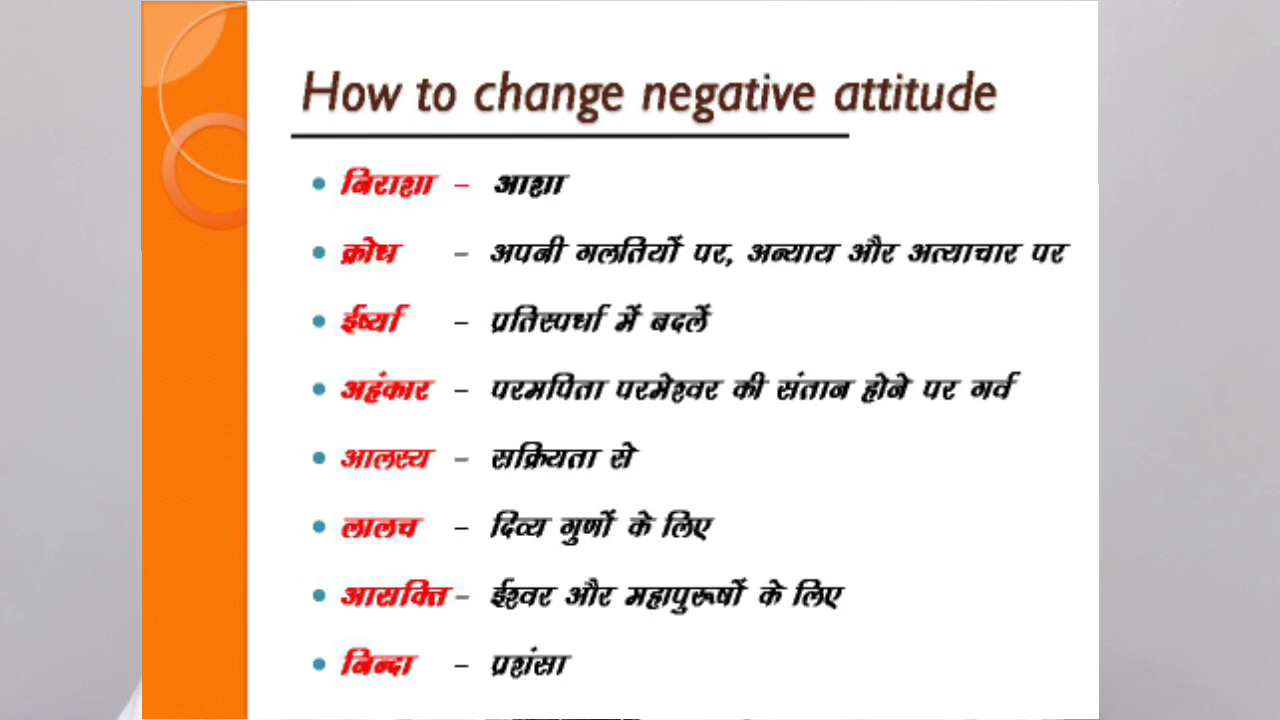 How to change negative attitude
• निराशा – आशा
• क्रोध – अपनी गलतियों पर, अन्याय और अत्याचार पर
• ईर्ष्या – प्रतिस्पर्धा में बदलें
• अहंकार – परमपिता परमेश्वर की संतान होने पर गर्व
• आलस्य – सक्रियता से
• लालच – दिव्य गुणों के लिए
• आसक्ति – ईश्वर और महापुरूषों के लिए
• निन्दा – प्रशंसा